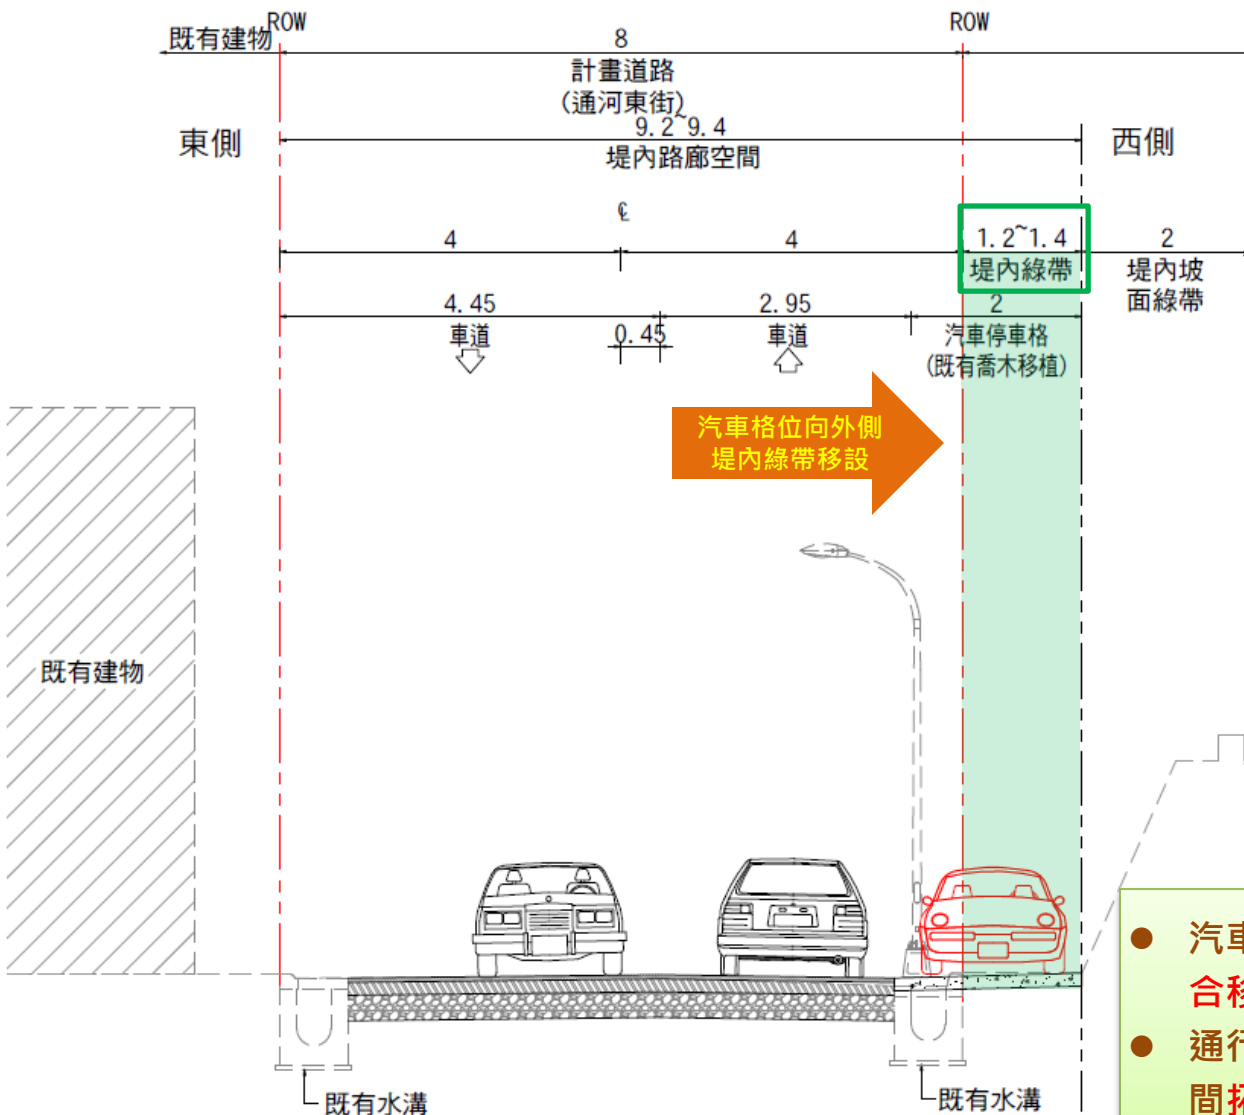 ROW
ROW
既有建物
8
計畫道路
(通河東街)
9.2~9.4
堤內路廊空間
東側
西側
℄
4
4
1.2~1.4
堤內綠帶
2
堤內坡
面綠帶
4.45
車道
0.45
2.95
車道
2
汽車停車格
(既有喬木移植)
汽車格位向外側
堤內綠帶移設
既有建物
● 汽車
合移
● 通行
間拓
既有水溝
既有水溝